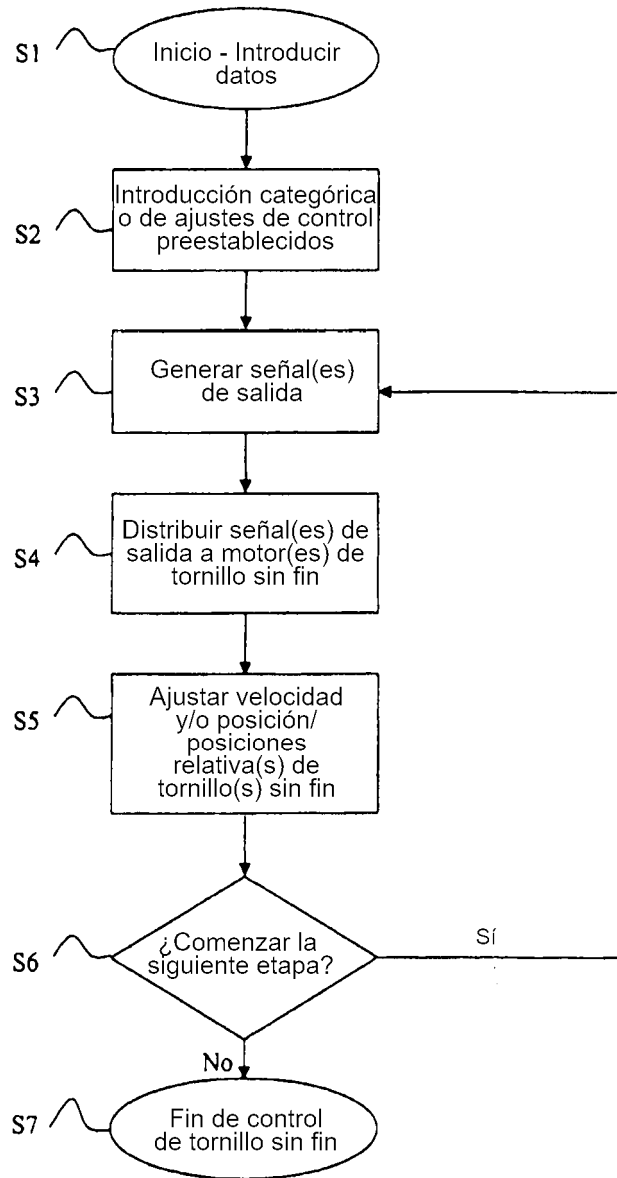 S1
Inicio - Introducir
datos
S2
Introducción categórica
o de ajustes de control
preestablecidos
S3
Generar señal(es)
de salida
S4
Distribuir señal(es) de
salida a motor(es) de
tornillo sin fin
S5
Ajustar velocidad
y/o posición/
posiciones
relativa(s) de
tornillo(s) sin fin
S6
¿Comenzar la
siguiente etapa?
Sí
No
S7
Fin de control
de tornillo sin fin